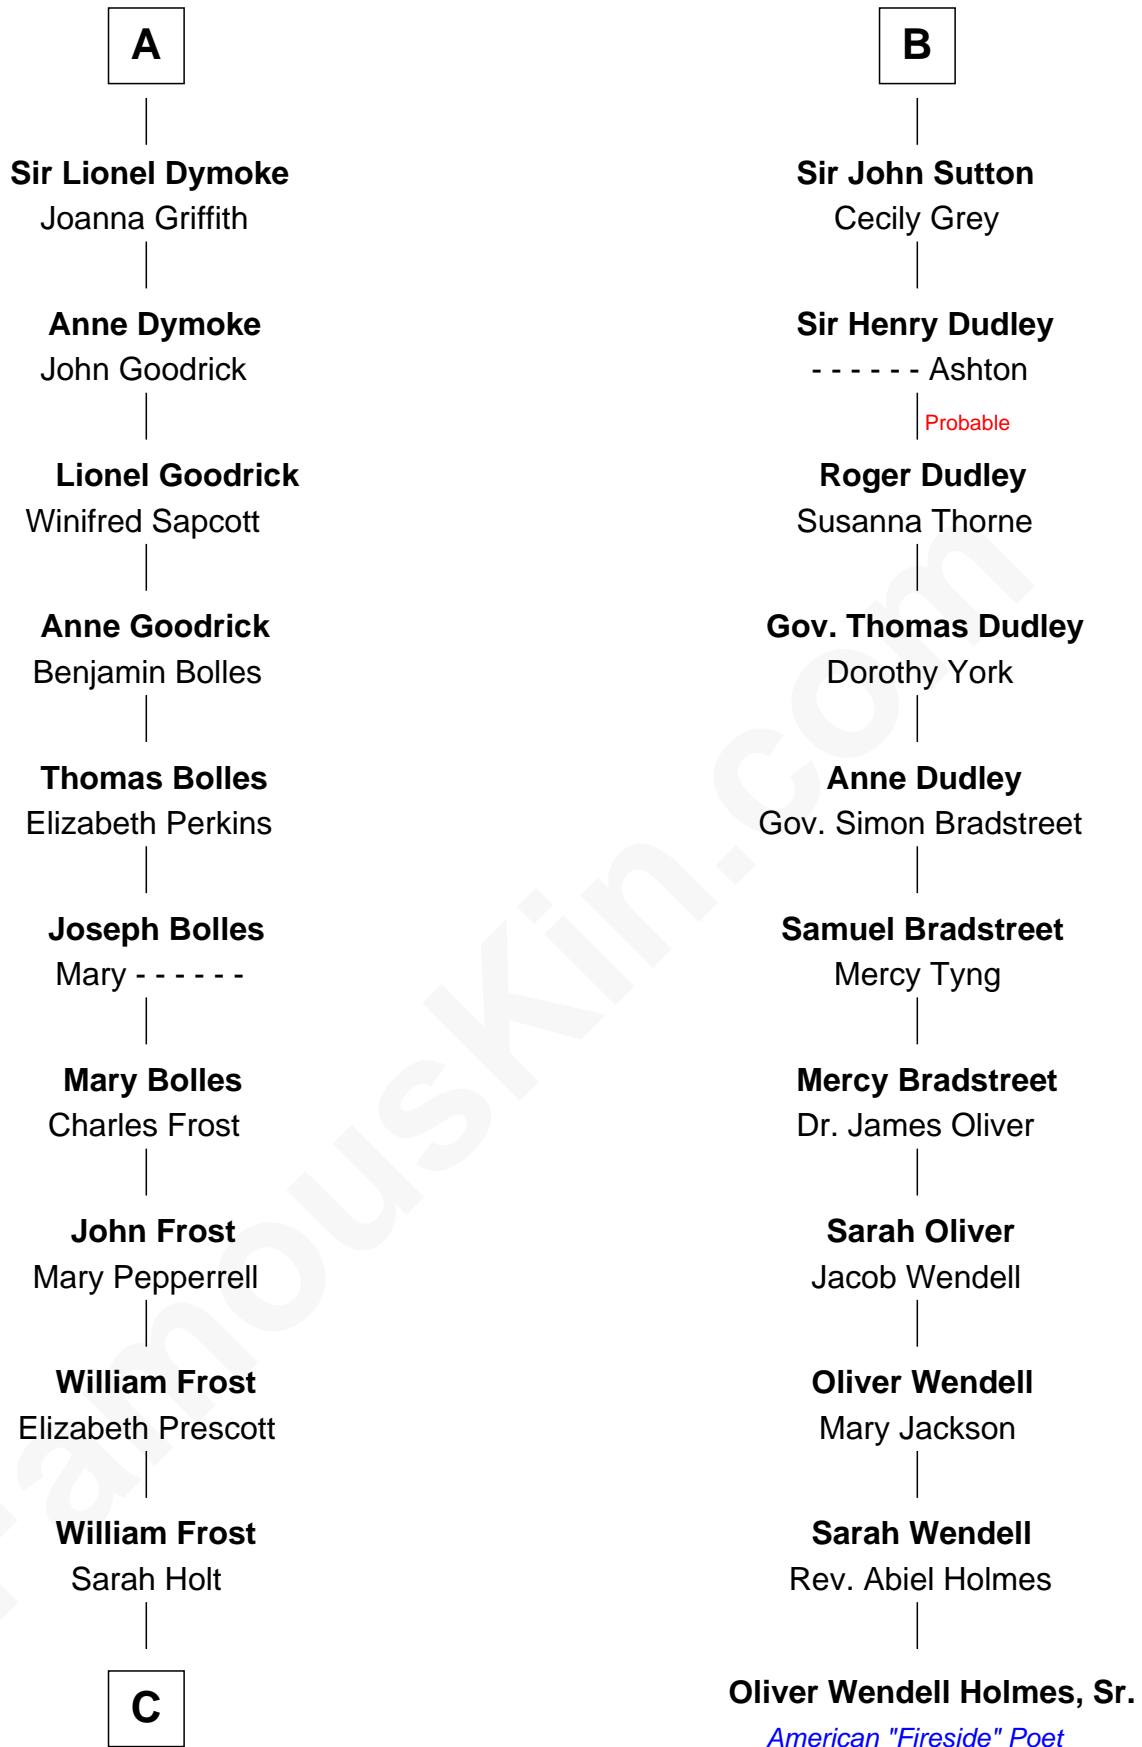 A
Sir Lionel Dymoke
Joanna Griffith
Anne Dymoke
John Goodrick
Lionel Goodrick
Winifred Sapcott
Anne Goodrick
Benjamin Bolles
Thomas Bolles
Elizabeth Perkins
Joseph Bolles
Mary - - - - - -
Mary Bolles
Charles Frost
John Frost
Mary Pepperrell
William Frost
Elizabeth Prescott
William Frost
Sarah Holt
C
B
Sir John Sutton
Cecily Grey
Sir Henry Dudley
- - - - - - Ashton
Probable
Roger Dudley
Susanna Thorne
Gov. Thomas Dudley
Dorothy York
Anne Dudley
Gov. Simon Bradstreet
Samuel Bradstreet
Mercy Tyng
Mercy Bradstreet
Dr. James Oliver
Sarah Oliver
Jacob Wendell
Oliver Wendell
Mary Jackson
Sarah Wendell
Rev. Abiel Holmes
Oliver Wendell Holmes, Sr.
American "Fireside" Poet
FamousKin.com